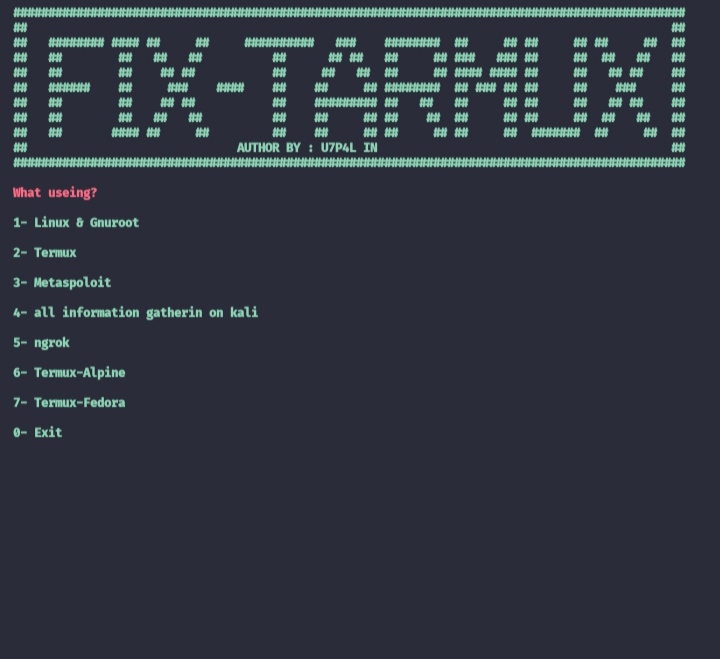 FIX-TARMUX
AUTHOR BY : U7P4L IN
What useing?
1- Linux & Gnuroot
2- Termux
3- Metaspoloit
4- all information gatherin on kali
5- ngrok
6- Termux-Alpine
7- Termux-Fedora
0- Exit